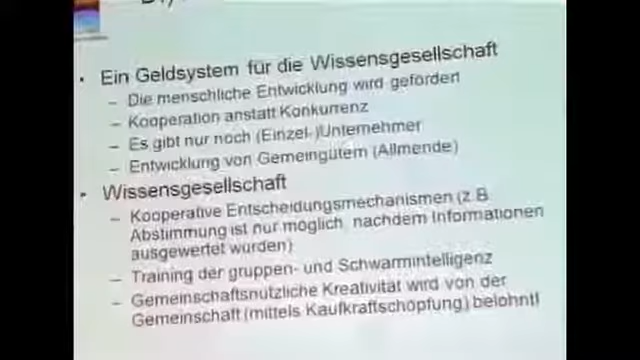 • Ein Geldsystem für die Wissensgesellschaft
– Die menschliche Entwicklung wird gefördert
– Kooperation anstatt Konkurrenz
– Es gibt nur noch (Einzel-)Unternehmer
– Entwicklung von Gemeingütern (Allmende)
• Wissensgesellschaft
– Kooperative Entscheidungsmechanismen (z.B.
Abstimmung ist nur möglich, nachdem Informationen
ausgewertet wurden)
– Training der gruppen- und Schwarmintelligenz
– Gemeinschaftsnützliche Kreativität wird von der
Gemeinschaft (mittels Kaufkraftschöpfung) belohnt!